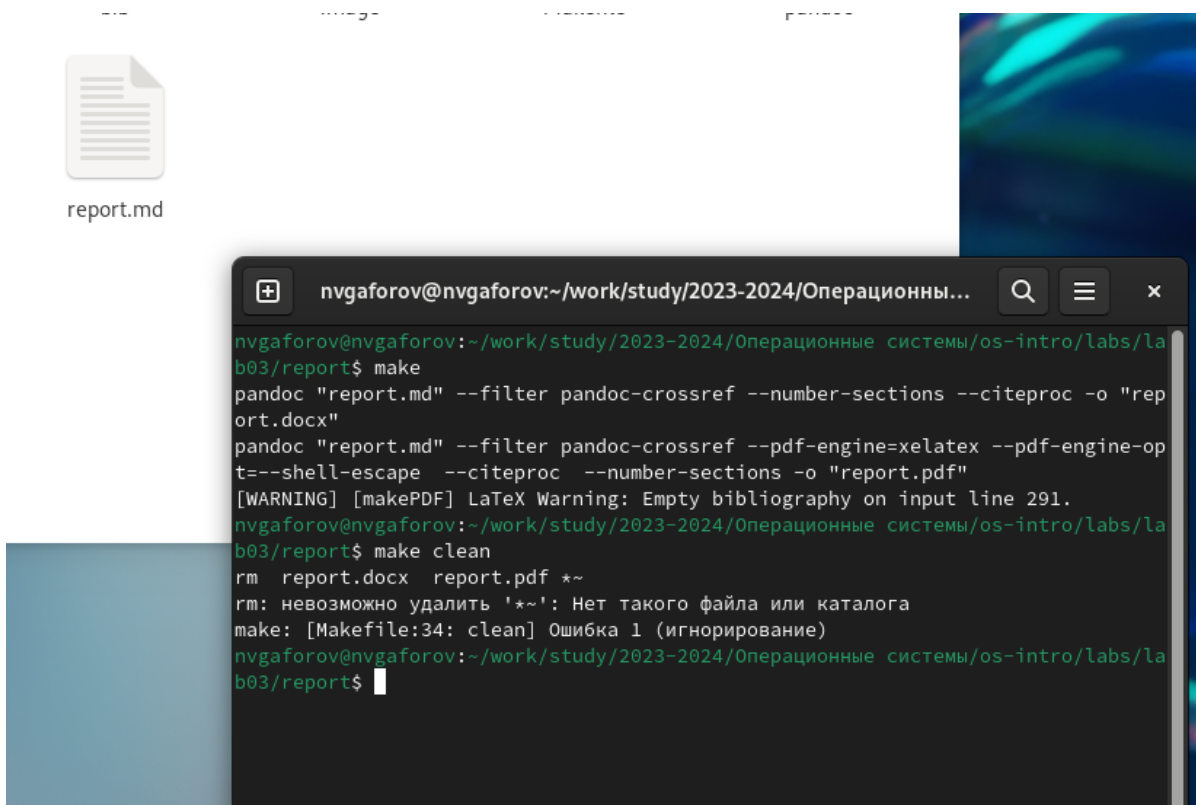 report.md
nvgaforov@nvgaforov:~/work/study/2023-2024/Операционны...
nvgaforov@nvgaforov:~/work/study/2023-2024/Операционные системы/os-intro/labs/la
b03/report$ make
pandoc "report.md" --filter pandoc-crossref --number-sections --citeproc -o "rep
ort.docx"
pandoc "report.md" --filter pandoc-crossref --pdf-engine=xelatex --pdf-engine-op
t=--shell-escape  --citeproc  --number-sections -o "report.pdf"
[WARNING] [makePDF] LaTeX Warning: Empty bibliography on input line 291.
nvgaforov@nvgaforov:~/work/study/2023-2024/Операционные системы/os-intro/labs/la
b03/report$ make clean
rm  report.docx  report.pdf *~
rm: невозможно удалить '*~': Нет такого файла или каталога
make: [Makefile:34: clean] Ошибка 1 (игнорирование)
nvgaforov@nvgaforov:~/work/study/2023-2024/Операционные системы/os-intro/labs/la
b03/report$